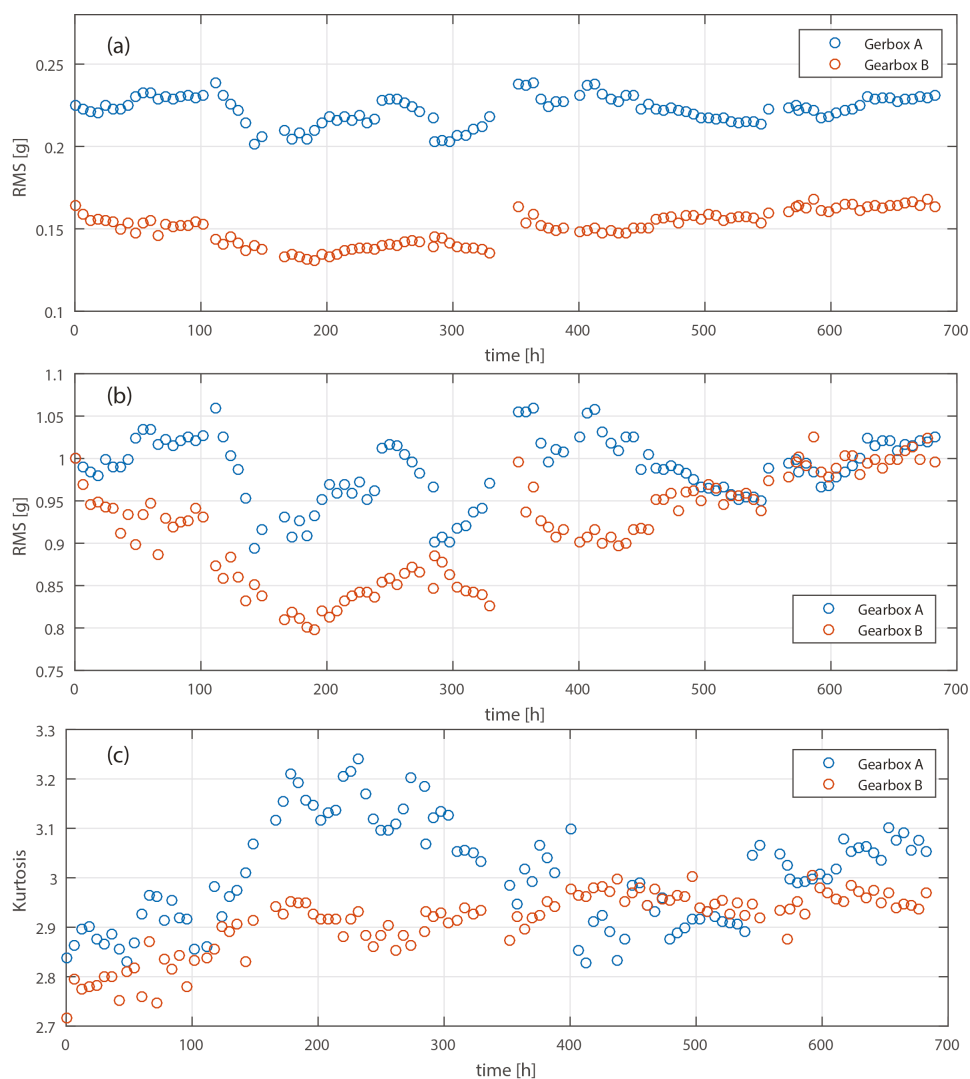 (a)
Gerbox A
Gearbox B
0.25
0.2
0.15
0.1
RMS [g]
0 100 200 300 400 500 600 700
time [h]
(b)
1.1
1.05
1
0.95
0.9
0.85
0.8
0.75
RMS [g]
Gearbox A
Gearbox B
0 100 200 300 400 500 600 700
time [h]
(c)
Gearbox A
Gearbox B
3.3
3.2
3.1
3
2.9
2.8
2.7
Kurtosis
0 100 200 300 400 500 600 700
time [h]